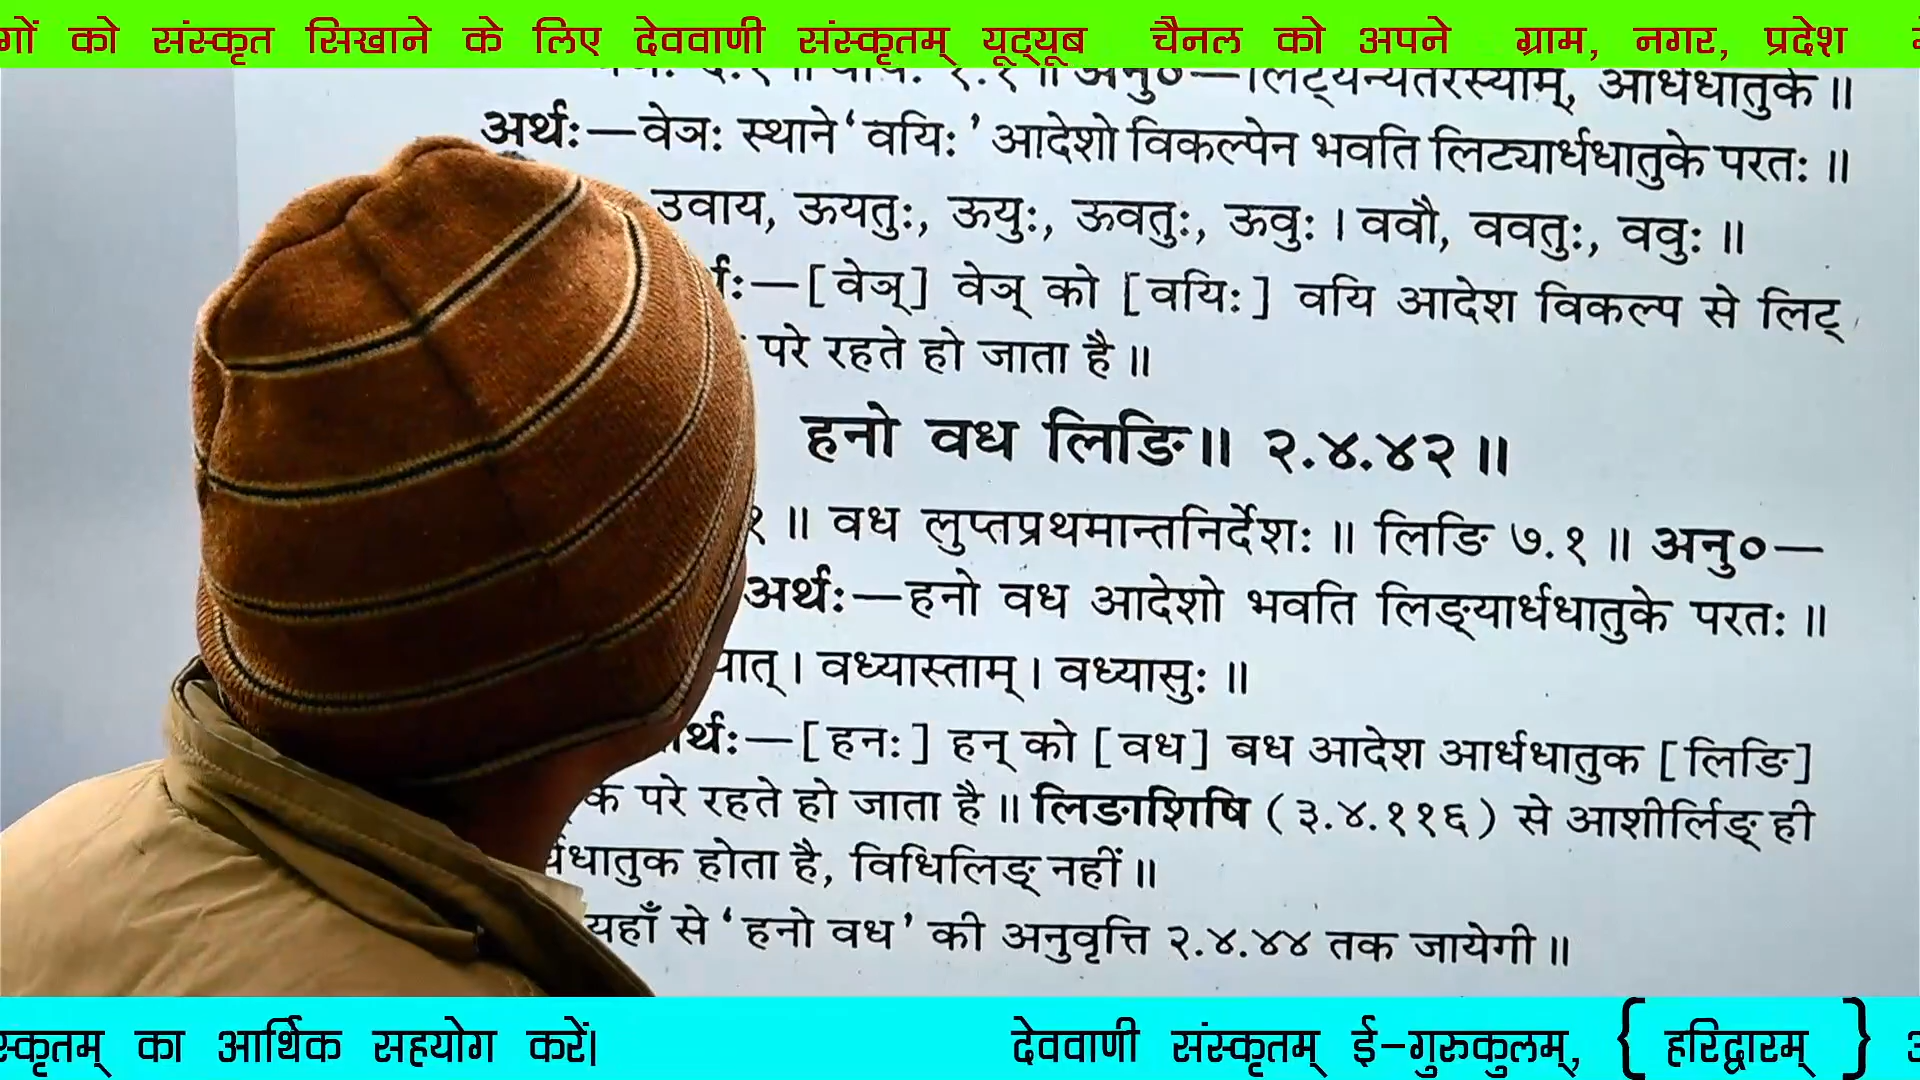 को संस्कृत सिखाने के लिए देववाणी संस्कृतम् यूट्यूब चैनल को अपने ग्राम, नगर, प्रदेश
अनु०—लिट्यन्यतरस्याम्, आर्धधातुके ॥
अर्थः—वेञः स्थाने ‘वयिः’ आदेशो विकल्पेन भवति लिट्यार्धधातुके परतः ॥
उवाय, ऊयतुः, ऊयुः, ऊवतुः, ऊवुः । ववौ, ववतुः, ववुः ॥
—[वेञ्] वेञ् को [वयिः] वयि आदेश विकल्प से लिट्
परे रहते हो जाता है ॥
हनो वध लिङि॥ २.४.४२ ॥
१ ॥ वध लुप्तप्रथमान्तनिर्देशः ॥ लिङि ७.१ ॥ अनु०—
अर्थः—हनो वध आदेशो भवति लिङ्यार्धधातुके परतः ॥
वध्यास्ताम् । वध्यासुः ॥
—[हनः] हन् को [वध] बध आदेश आर्धधातुक [लिङि]
के परे रहते हो जाता है ॥ लिङाशिषि (३.४.११६) से आशीर्लिङ् ही
होता है, विधिलिङ् नहीं ॥
यहाँ से ‘हनो वध’ की अनुवृत्ति २.४.४४ तक जायेगी ॥
का आर्थिक सहयोग करें। देववाणी संस्कृतम् ई-गुरुकुलम्, { हरिद्वारम् }